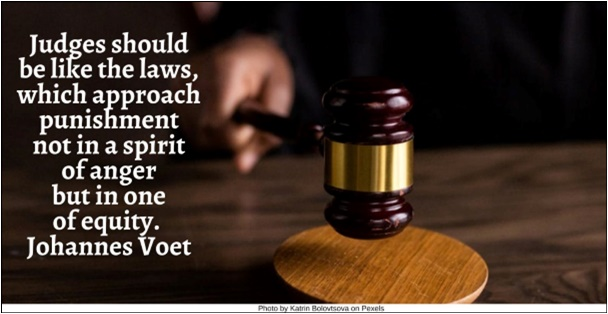 Judges should
be like the laws,
which approach
punishment
not in a spirit
of anger
but in one
of equity.
Johannes Voet
Photo by Katrin Bolovtsova on Pexels